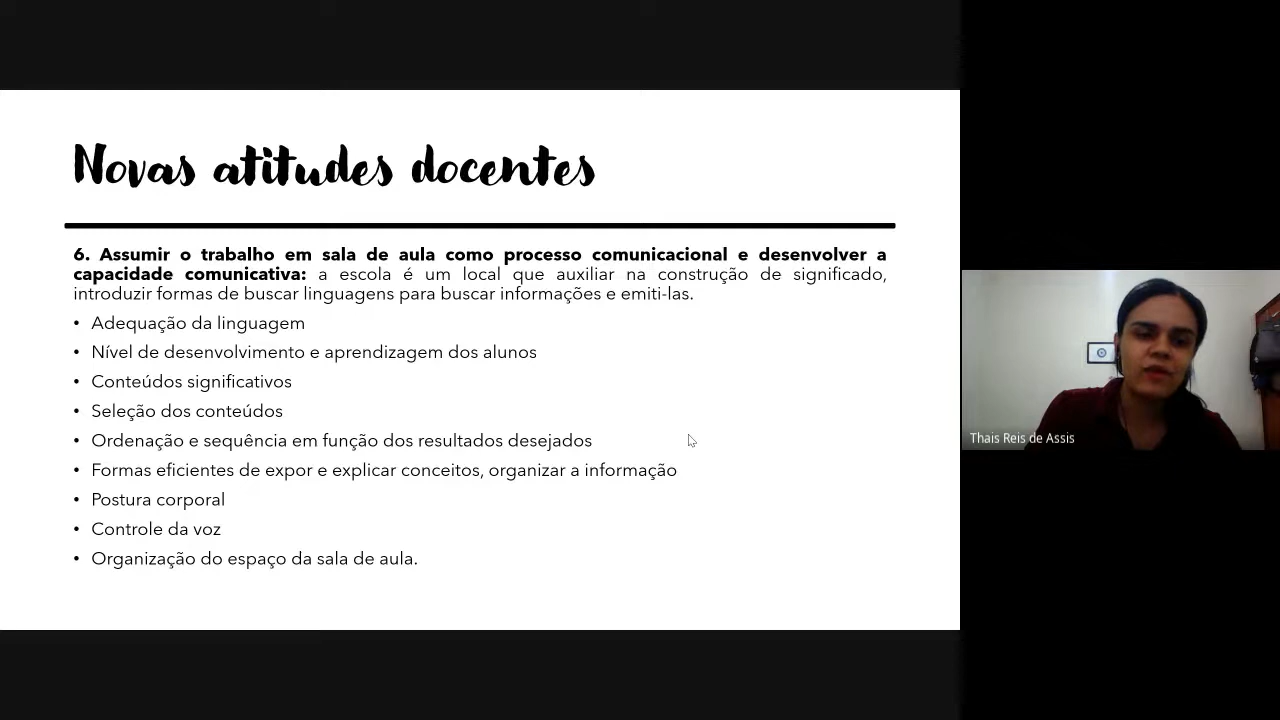 Novas atitudes docentes
6. Assumir o trabalho em sala de aula como processo comunicacional e desenvolver a
capacidade comunicativa: a escola é um local que auxiliar na construção de significado,
introduzir formas de buscar linguagens para buscar informações e emiti-las.
• Adequação da linguagem
• Nível de desenvolvimento e aprendizagem dos alunos
• Conteúdos significativos
• Seleção dos conteúdos
• Ordenação e sequência em função dos resultados desejados
• Formas eficientes de expor e explicar conceitos, organizar a informação
• Postura corporal
• Controle da voz
• Organização do espaço da sala de aula.
Thais Reis de Assis